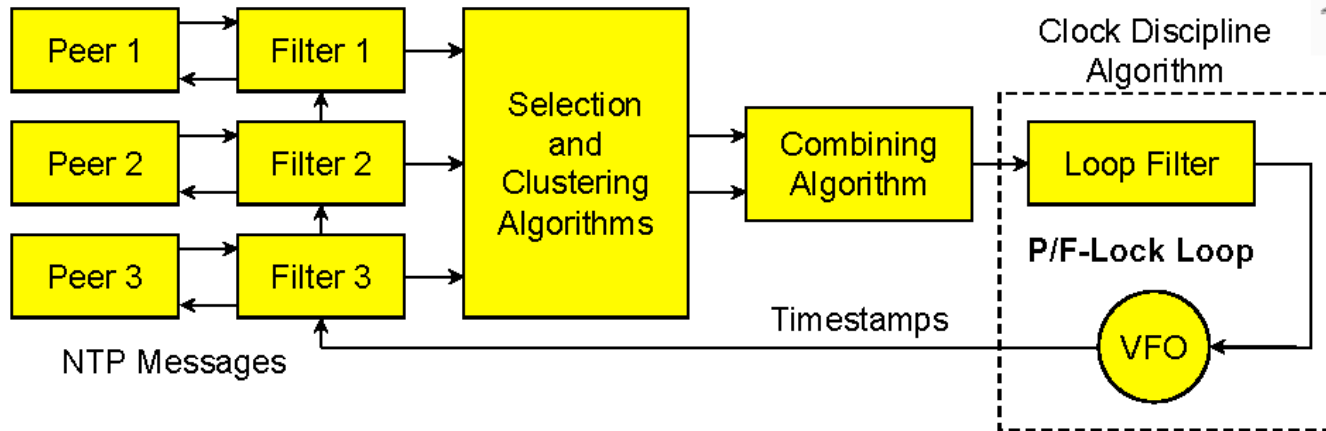 Peer 1
Filter 1
Peer 2
Filter 2
Peer 3
Filter 3
NTP Messages
Selection
and
Clustering
Algorithms
Combining
Algorithm
Clock Discipline
Algorithm
Loop Filter
P/F-Lock Loop
VFO
Timestamps